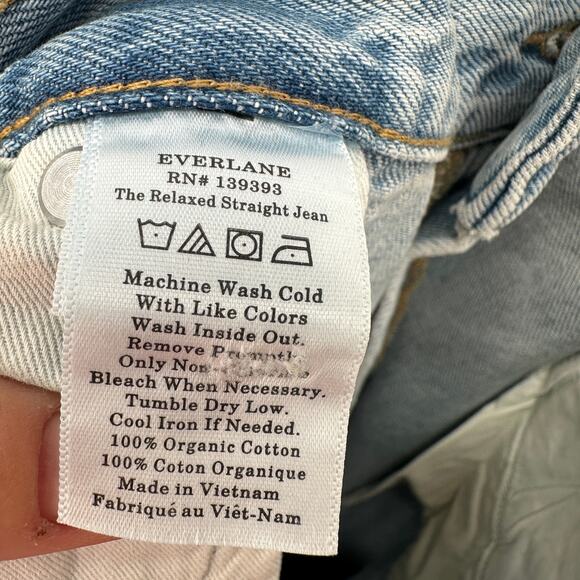 EVERLANE
RN# 139393
The Relaxed Straight Jean
Machine Wash Cold
With Like Colors
Wash Inside Out.
Remove
Only
Bleach When Necessary.
Tumble Dry Low.
Cool Iron If Needed.
100% Organic Cotton
100% Coton Organique
Made in Vietnam
Fabriqué au Viêt-Nam